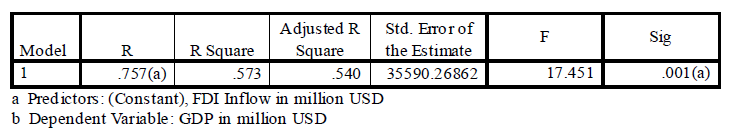 Model R R Square Adjusted R Square Std. Error of the Estimate F Sig
1 .757(a) .573 .540 35590.26862 17.451 .001(a)
a Predictors: (Constant), FDI Inflow in million USD
b Dependent Variable: GDP in million USD